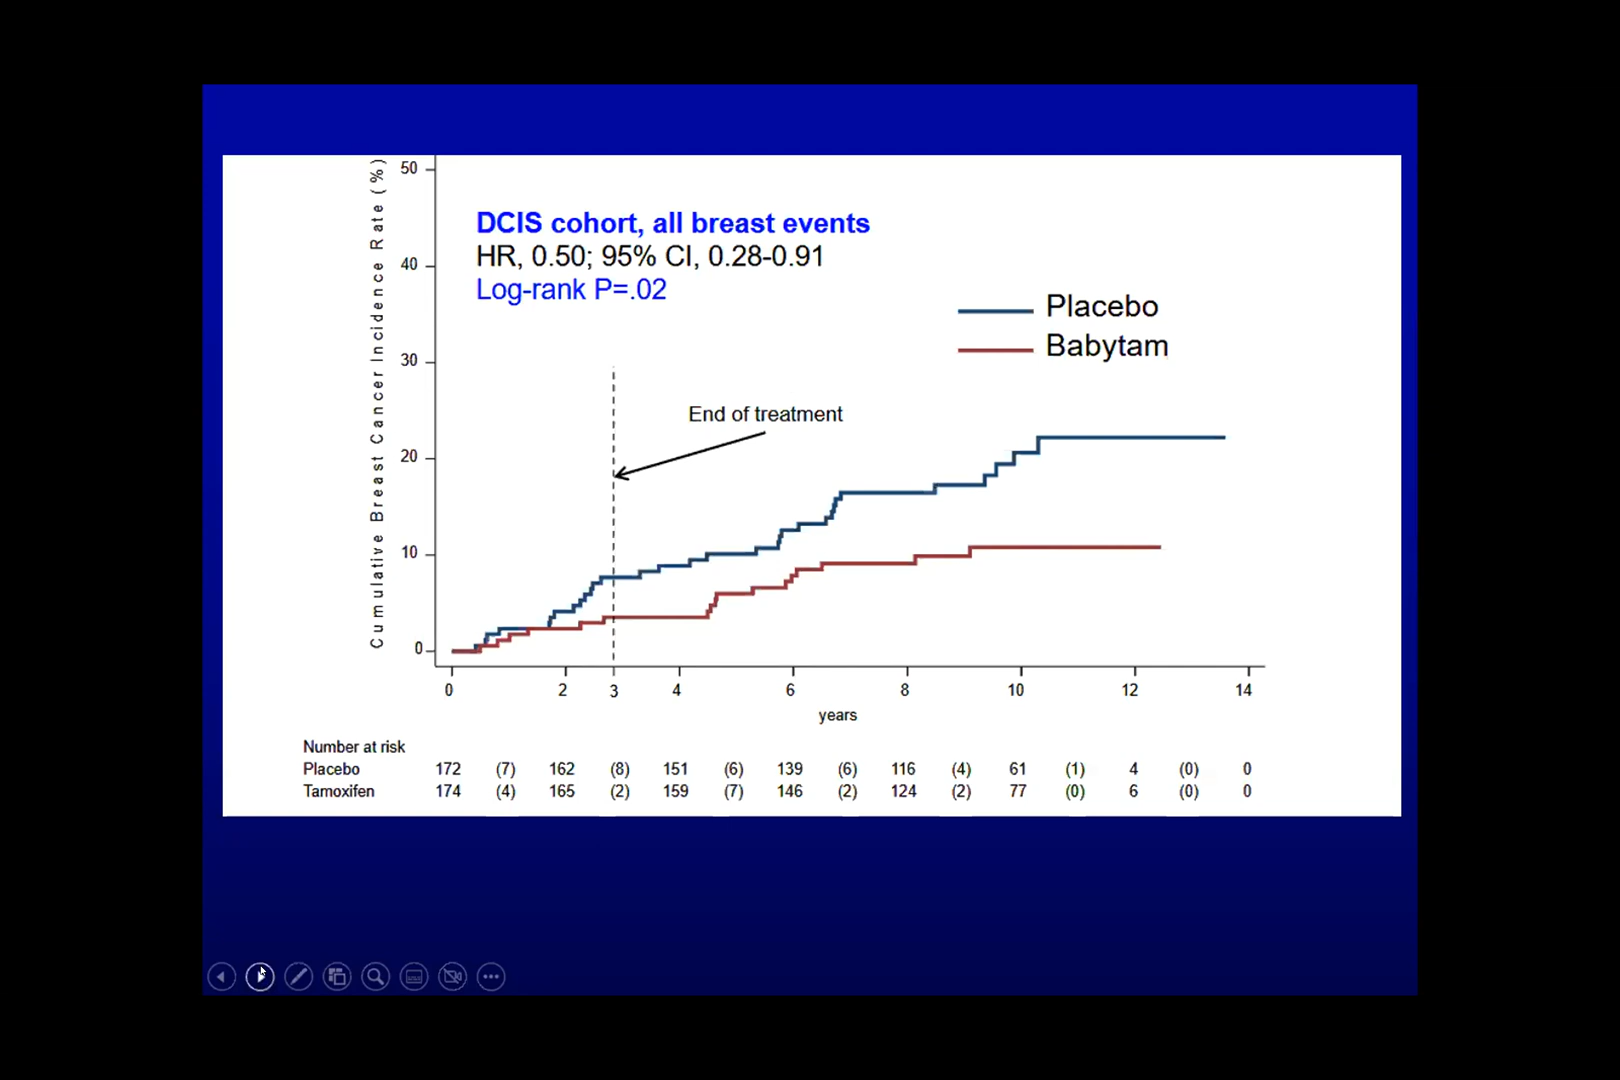 Cumulative Breast Cancer Incidence Rate (%)
50
40
30
20
10
0
DCIS cohort, all breast events
HR, 0.50; 95% CI, 0.28-0.91
Log-rank P=.02
Placebo
Babytam
End of treatment
0 2 3 4 6 8 10 12 14
years
Number at risk
Placebo 172 (7) 162 (8) 151 (6) 139 (6) 116 (4) 61 (1) 4 (0) 0
Tamoxifen 174 (4) 165 (2) 159 (7) 146 (2) 124 (2) 77 (0) 6 (0) 0